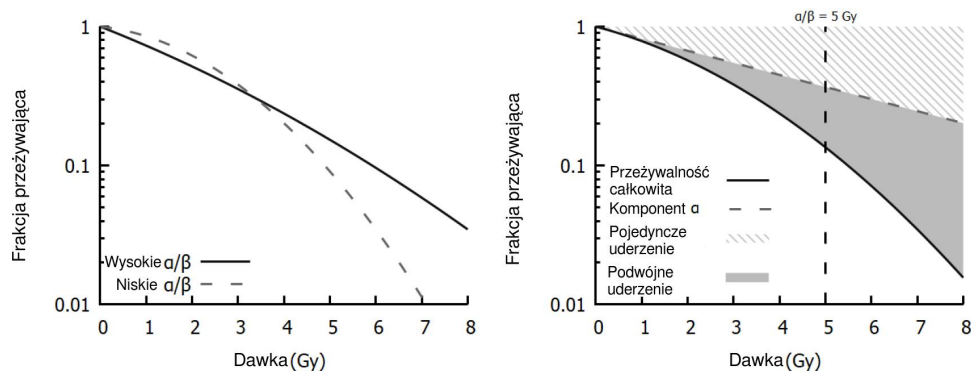 1
0.1
0.01
Frakcja przeżywająca
Wysokie α/β
Niskie α/β
0 1 2 3 4 5 6 7 8
Dawka (Gy)
α/β = 5 Gy
1
0.1
0.01
Frakcja przeżywająca
Przeżywalność
całkowita
Komponent α
Pojedyncze
uderzenie
Podwójne
uderzenie
0 1 2 3 4 5 6 7 8
Dawka (Gy)